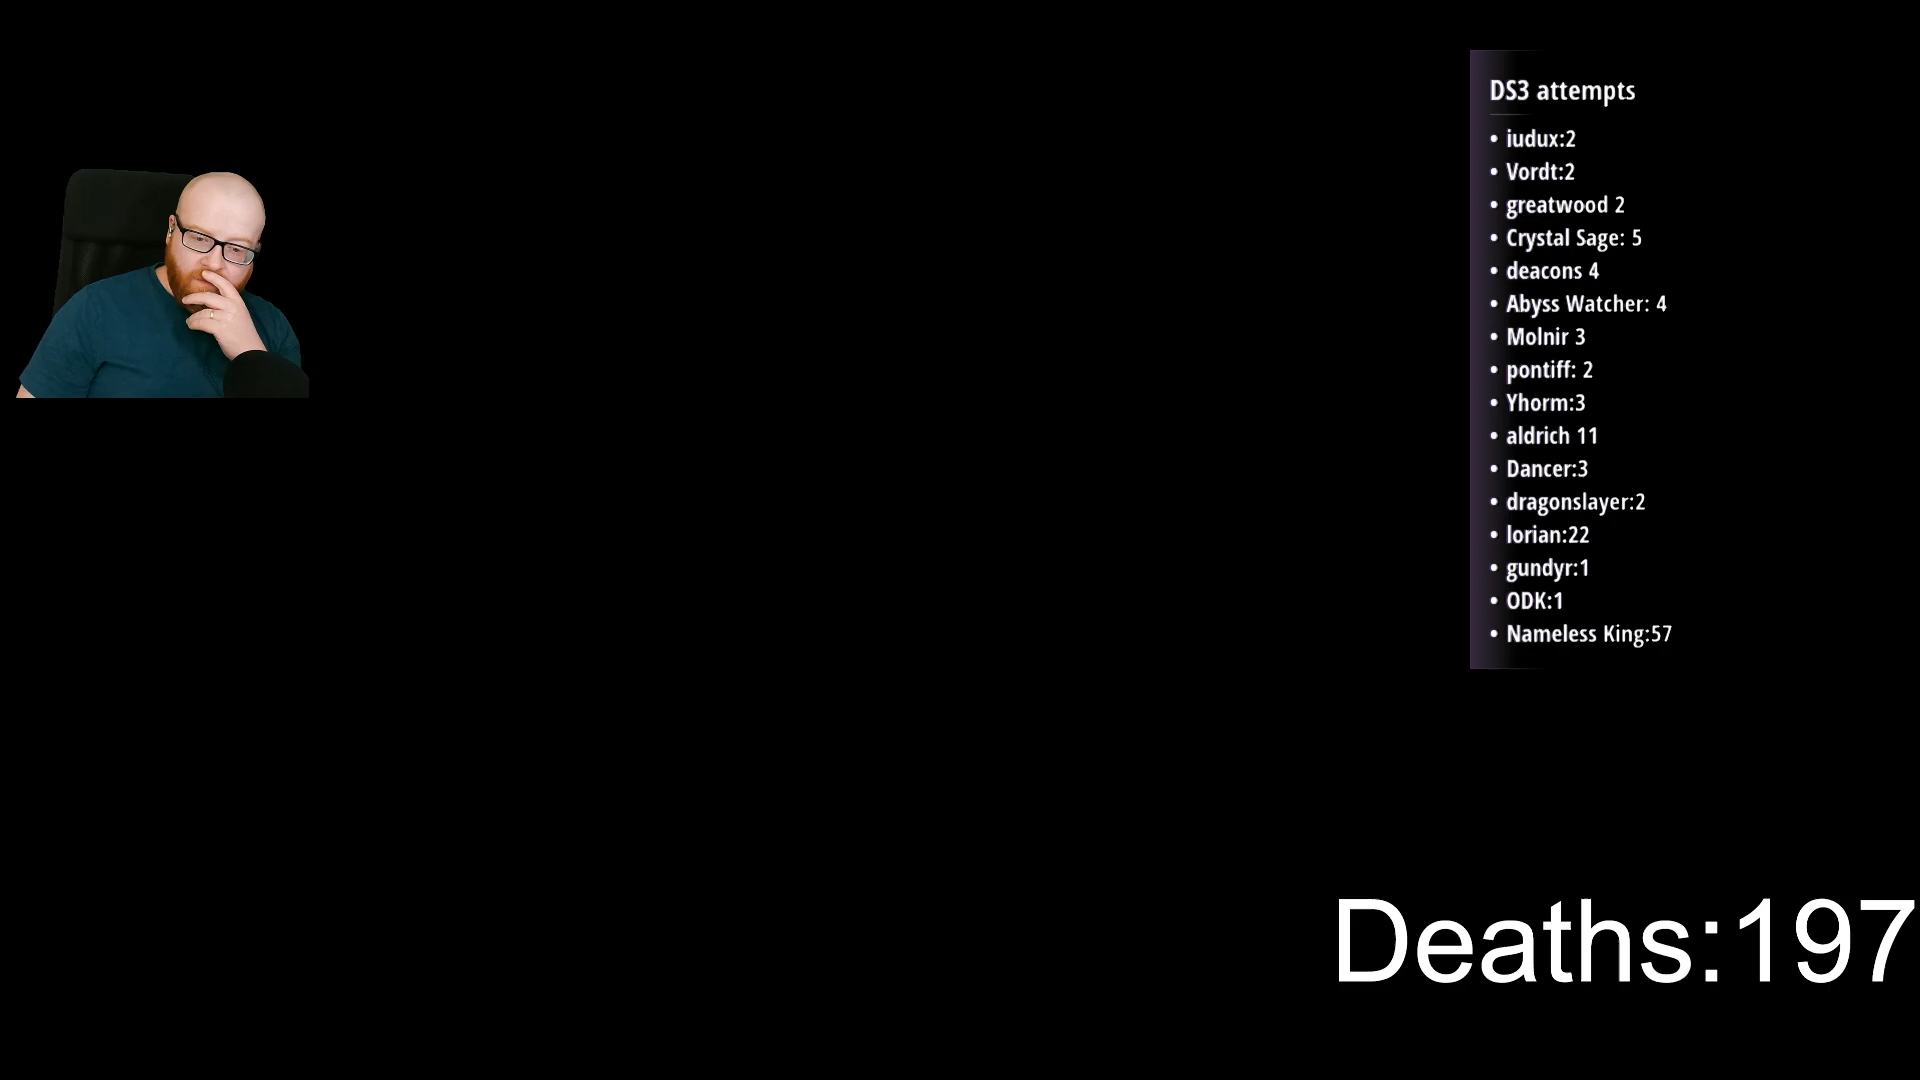 DS3 attempts
• iudux:2
• Vordt:2
• greatwood 2
• Crystal Sage: 5
• deacons 4
• Abyss Watcher: 4
• Molnir 3
• pontiff: 2
• Yhorm:3
• aldrich 11
• Dancer:3
• dragonslayer:2
• lorian:22
• gundyr:1
• ODK:1
• Nameless King:57
Deaths:197